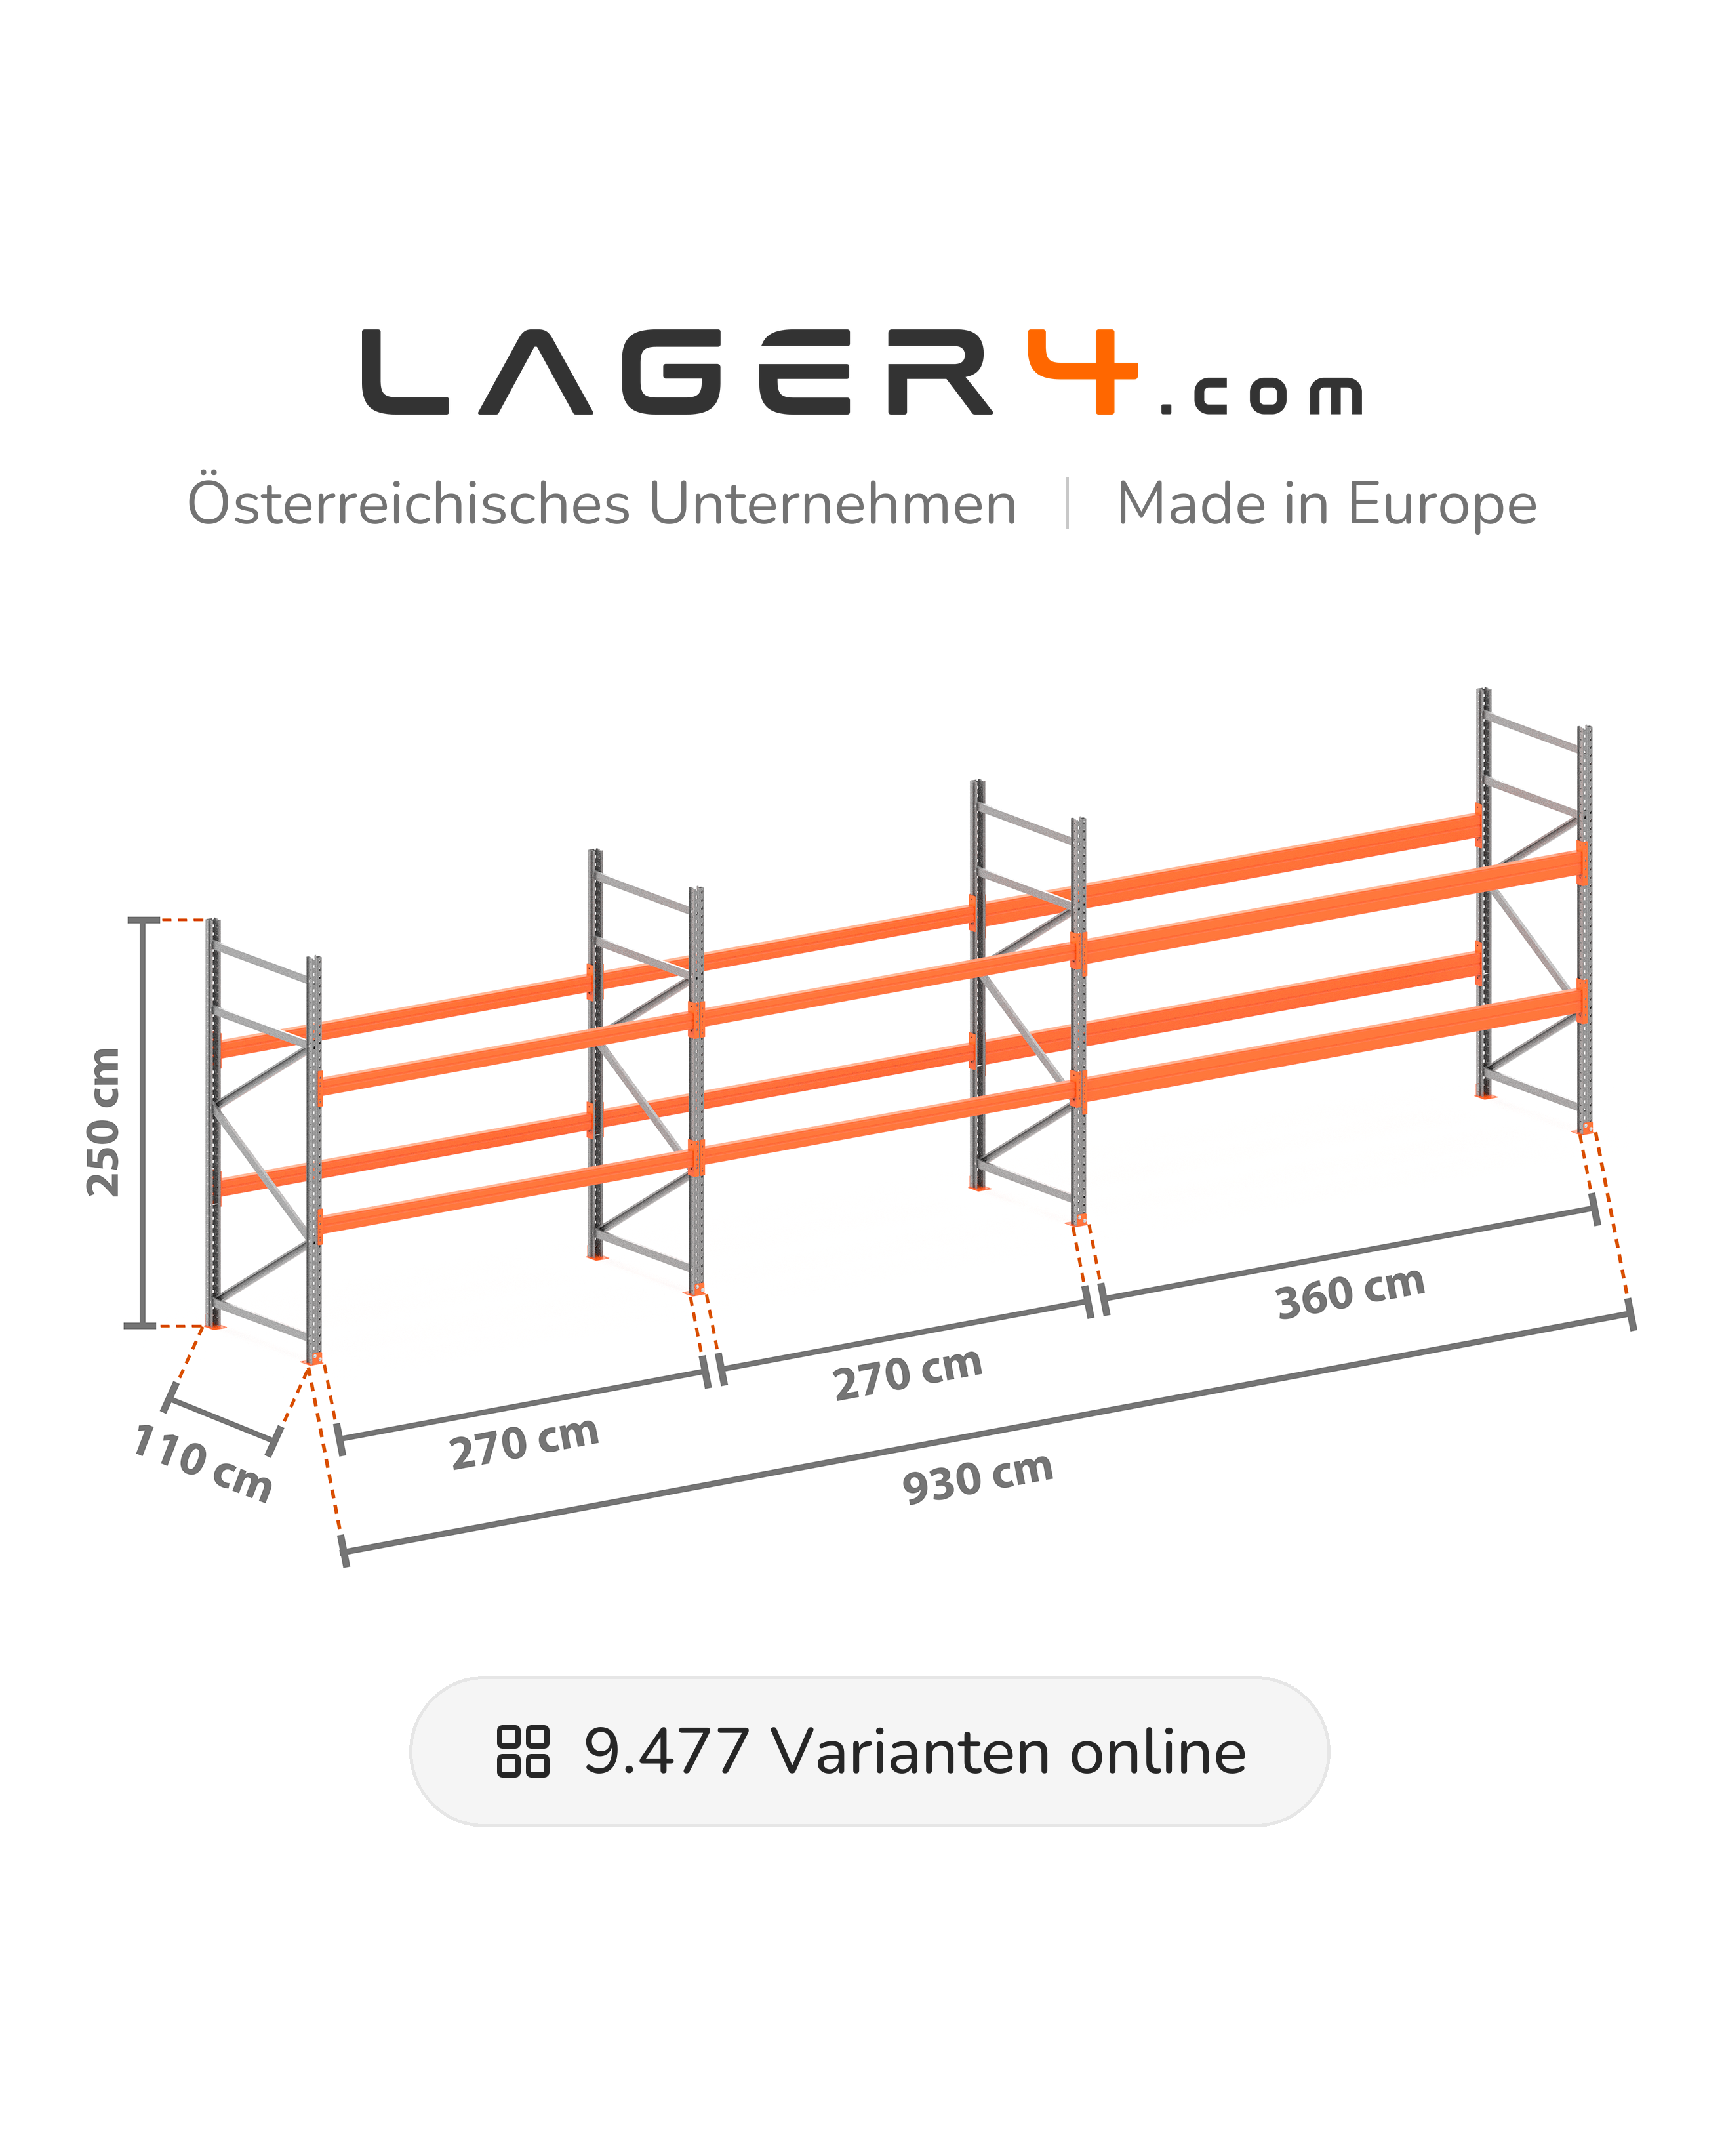 LAGER4.com
Österreichisches Unternehmen | Made in Europe
250 cm
110 cm
270 cm
270 cm
360 cm
930 cm
9.477 Varianten online